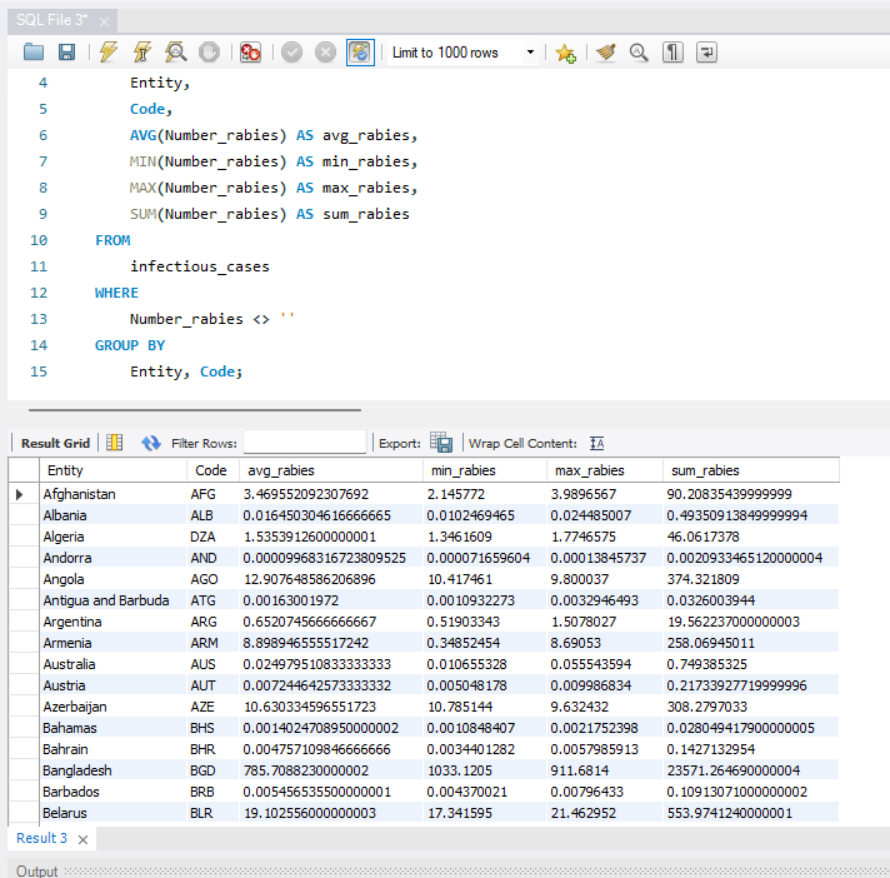 SQL File 3*
Limit to 1000 rows
4 Entity,
5 Code,
6 AVG(Number_rabies) AS avg_rabies,
7 MIN(Number_rabies) AS min_rabies,
8 MAX(Number_rabies) AS max_rabies,
9 SUM(Number_rabies) AS sum_rabies
10 FROM
11 infectious_cases
12 WHERE
13 Number_rabies <> ''
14 GROUP BY
15 Entity, Code;
Result Grid Filter Rows: Export: Wrap Cell Content:
Entity Code avg_rabies min_rabies max_rabies sum_rabies
Afghanistan AFG 3.469552092307692 2.145772 3.9896567 90.20835439999999
Albania ALB 0.016450304616666665 0.0102469465 0.024485007 0.49350913849999994
Algeria DZA 1.5353912600000001 1.3461609 1.7746575 46.0617378
Andorra AND 0.00009968316723809525 0.000071659604 0.00013845737 0.0020933465120000004
Angola AGO 12.907648586206896 10.417461 9.800037 374.321809
Antigua and Barbuda ATG 0.00163001972 0.0010932273 0.0032946493 0.0326003944
Argentina ARG 0.6520745666666667 0.51903343 1.5078027 19.562237000000003
Armenia ARM 8.898946555517242 0.34852454 8.69053 258.06945011
Australia AUS 0.024979510833333333 0.010655328 0.055543594 0.749385325
Austria AUT 0.007244642573333332 0.005048178 0.009986834 0.21733927719999996
Azerbaijan AZE 10.630334596551723 10.785144 9.632432 308.2797033
Bahamas BHS 0.0014024708950000002 0.0010848407 0.0021752398 0.028049417900000005
Bahrain BHR 0.004757109846666666 0.0034401282 0.0057985913 0.1427132954
Bangladesh BGD 785.7088230000002 1033.1205 911.6814 23571.264690000004
Barbados BRB 0.005456535500000001 0.004370021 0.00796433 0.10913071000000002
Belarus BLR 19.102556000000003 17.341595 21.462952 553.9741240000001
Result 3
Output